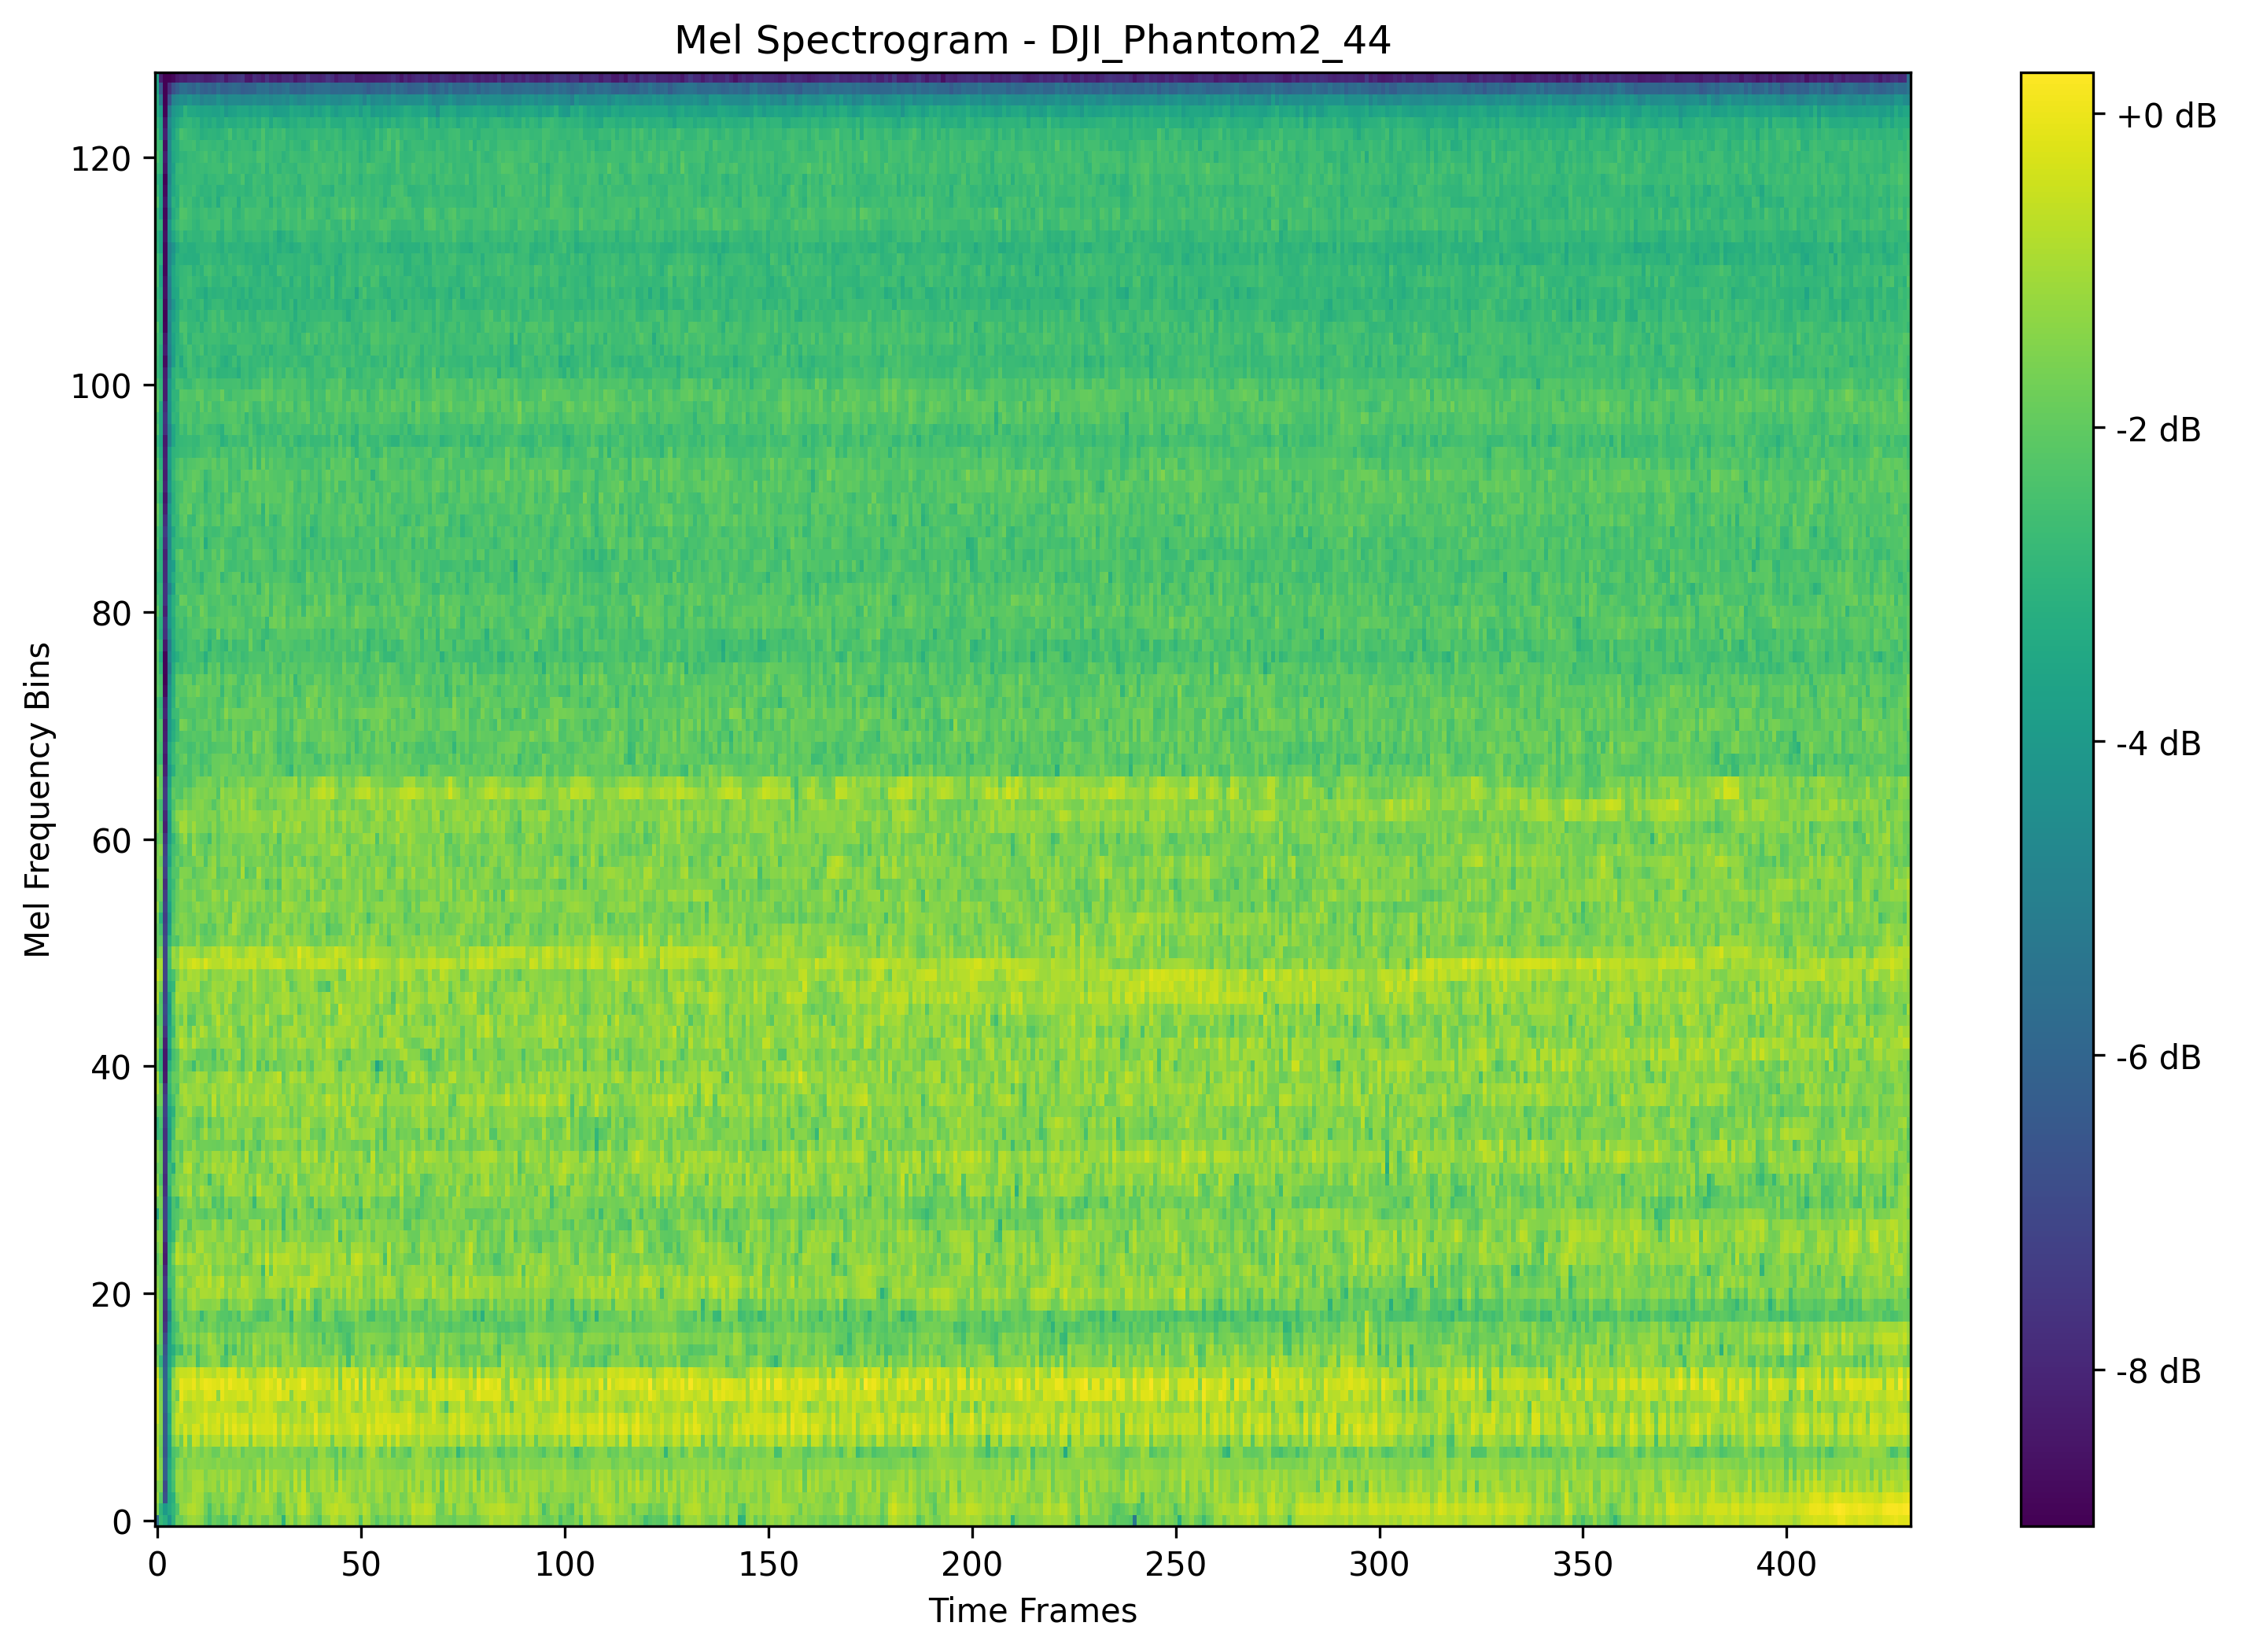 Mel Spectrogram - DJI_Phantom2_44
Mel Frequency Bins
120
100
80
60
40
20
0
0 50 100 150 200 250 300 350 400
Time Frames
+0 dB
-2 dB
-4 dB
-6 dB
-8 dB